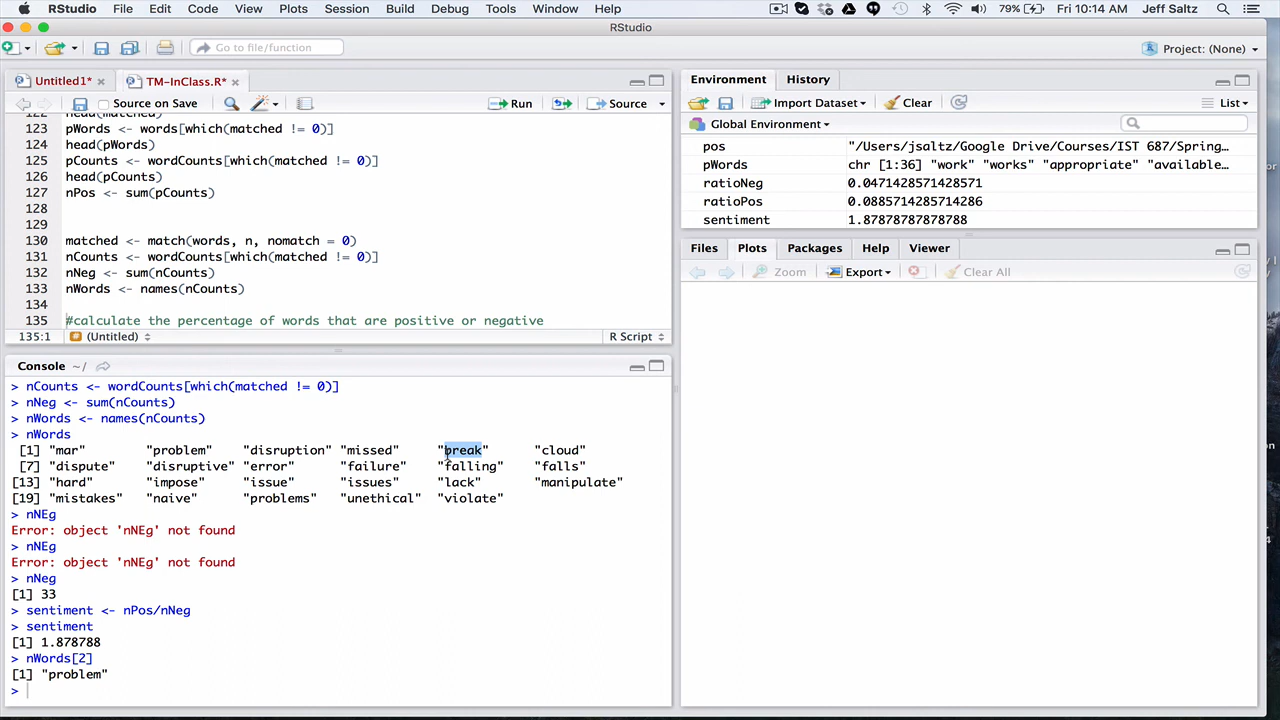 RStudio File Edit Code View Plots Session Build Debug Tools Window Help 79% Fri 10:14 AM Jeff Saltz
RStudio
Go to file/function Project: (None)
Untitled1* TM-InClass.R*
Source on Save Run Source
122 head(matched)
123 pWords <- words[which(matched != 0)]
124 head(pWords)
125 pCounts <- wordCounts[which(matched != 0)]
126 head(pCounts)
127 nPos <- sum(pCounts)
128
129
130 matched <- match(words, n, nomatch = 0)
131 nCounts <- wordCounts[which(matched != 0)]
132 nNeg <- sum(nCounts)
133 nWords <- names(nCounts)
134
135 #calculate the percentage of words that are positive or negative
135:1 (Untitled) R Script
Console ~/
> nCounts <- wordCounts[which(matched != 0)]
> nNeg <- sum(nCounts)
> nWords <- names(nCounts)
> nWords
[1] "mar" "problem" "disruption" "missed" "break" "cloud"
[7] "dispute" "disruptive" "error" "failure" "falling" "falls"
[13] "hard" "impose" "issue" "issues" "lack" "manipulate"
[19] "mistakes" "naive" "problems" "unethical" "violate"
> nNEg
Error: object 'nNEg' not found
> nNEg
Error: object 'nNEg' not found
> nNeg
[1] 33
> sentiment <- nPos/nNeg
> sentiment
[1] 1.878788
> nWords[2]
[1] "problem"
>
Environment History
Import Dataset Clear List
Global Environment
pos "/Users/jsaltz/Google Drive/Courses/IST 687/Spring…
pWords chr [1:36] "work" "works" "appropriate" "available…
ratioNeg 0.0471428571428571
ratioPos 0.0885714285714286
sentiment 1.87878787878788
Files Plots Packages Help Viewer
Zoom Export Clear All